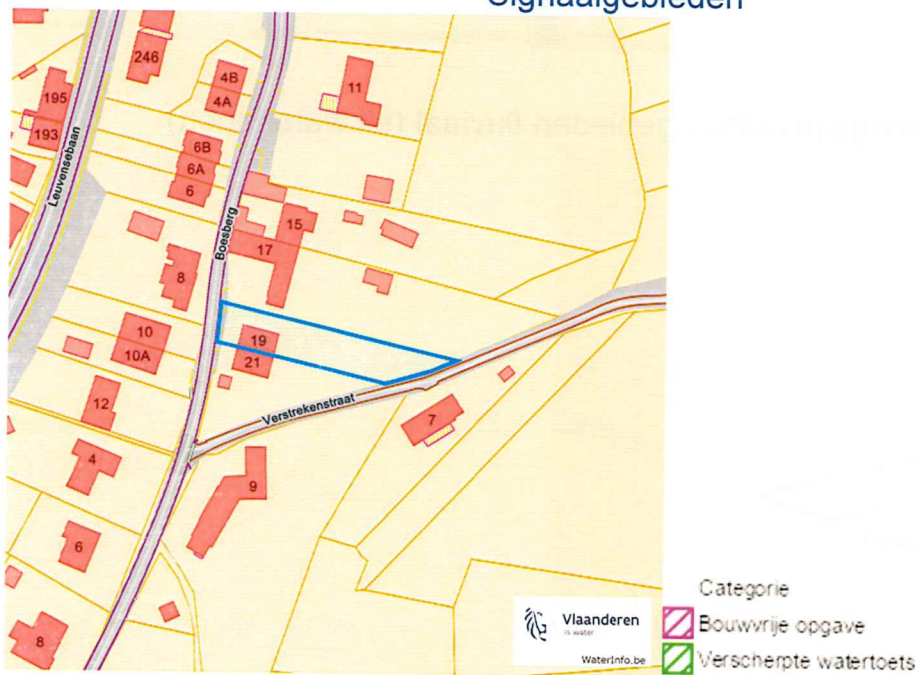 Signaalgebieden
246
4B
4A
11
195
193
6B
6A
6
Leuvensebaan
Boesberg
15
17
8
10
10A
19
21
12
Verstrekenstraat
7
4
9
6
8
Vlaanderen
is water
WaterInfo.be
Categorie
Bouwvrije opgave
Verscherpte watertoets